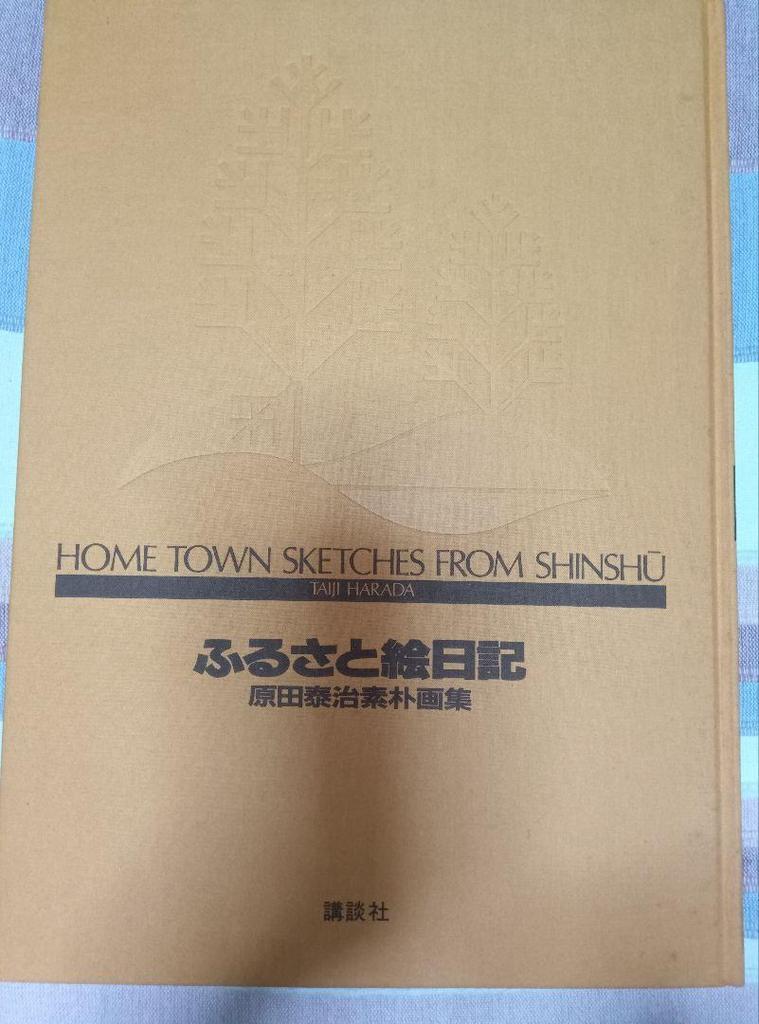 HOME TOWN SKETCHES FROM SHINSHŪ
TAIJI HARADA
ふるさと絵日記
原田泰治素朴画集
講談社